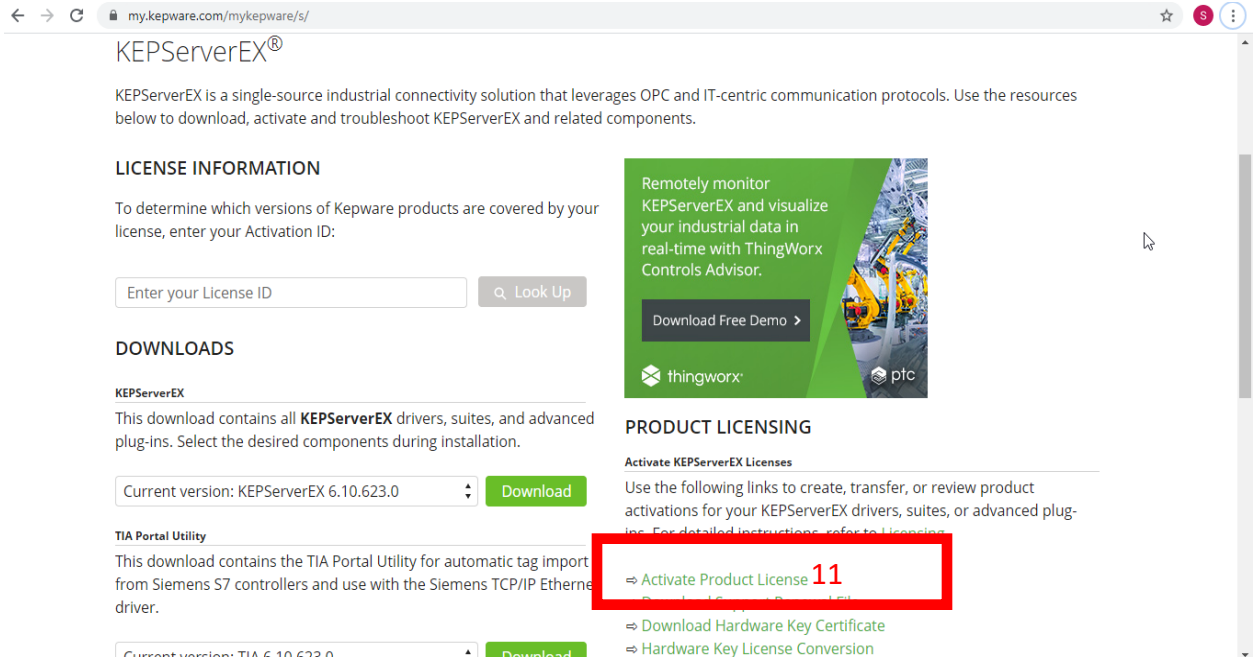 my.kepware.com/mykepware/s/
S
KEPServerEX®
KEPServerEX is a single-source industrial connectivity solution that leverages OPC and IT-centric communication protocols. Use the resources
below to download, activate and troubleshoot KEPServerEX and related components.
LICENSE INFORMATION
To determine which versions of Kepware products are covered by your
license, enter your Activation ID:
Enter your License ID
Look Up
DOWNLOADS
KEPServerEX
This download contains all KEPServerEX drivers, suites, and advanced
plug-ins. Select the desired components during installation.
Current version: KEPServerEX 6.10.623.0
Download
TIA Portal Utility
This download contains the TIA Portal Utility for automatic tag import
from Siemens S7 controllers and use with the Siemens TCP/IP Etherne
driver.
Current version: TIA 6.10.623.0
Download
Remotely monitor
KEPServerEX and visualize
your industrial data in
real-time with ThingWorx
Controls Advisor.
Download Free Demo >
thingworx
ptc
PRODUCT LICENSING
Activate KEPServerEX Licenses
Use the following links to create, transfer, or review product
activations for your KEPServerEX drivers, suites, or advanced plug-
ins. For detailed instructions, refer to Licensing
⇨ Activate Product License 11
Download Support Renewal File
⇨ Download Hardware Key Certificate
⇨ Hardware Key License Conversion